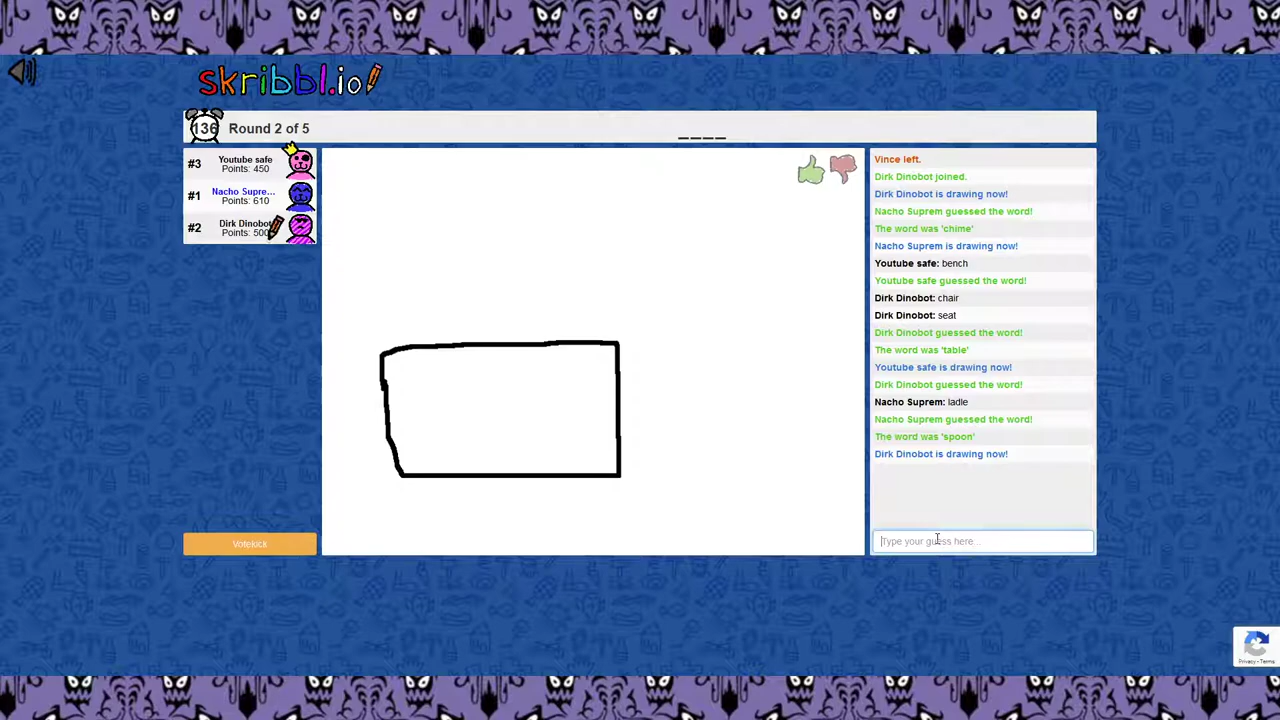 skribbl.io
136 Round 2 of 5 ____
#3 Youtube safe
Points: 450
#1 Nacho Supre...
Points: 610
#2 Dirk Dinobot
Points: 500
Votekick
Vince left.
Dirk Dinobot joined.
Dirk Dinobot is drawing now!
Nacho Suprem guessed the word!
The word was 'chime'
Nacho Suprem is drawing now!
Youtube safe: bench
Youtube safe guessed the word!
Dirk Dinobot: chair
Dirk Dinobot: seat
Dirk Dinobot guessed the word!
The word was 'table'
Youtube safe is drawing now!
Dirk Dinobot guessed the word!
Nacho Suprem: ladle
Nacho Suprem guessed the word!
The word was 'spoon'
Dirk Dinobot is drawing now!
Type your guess here...
Privacy - Terms